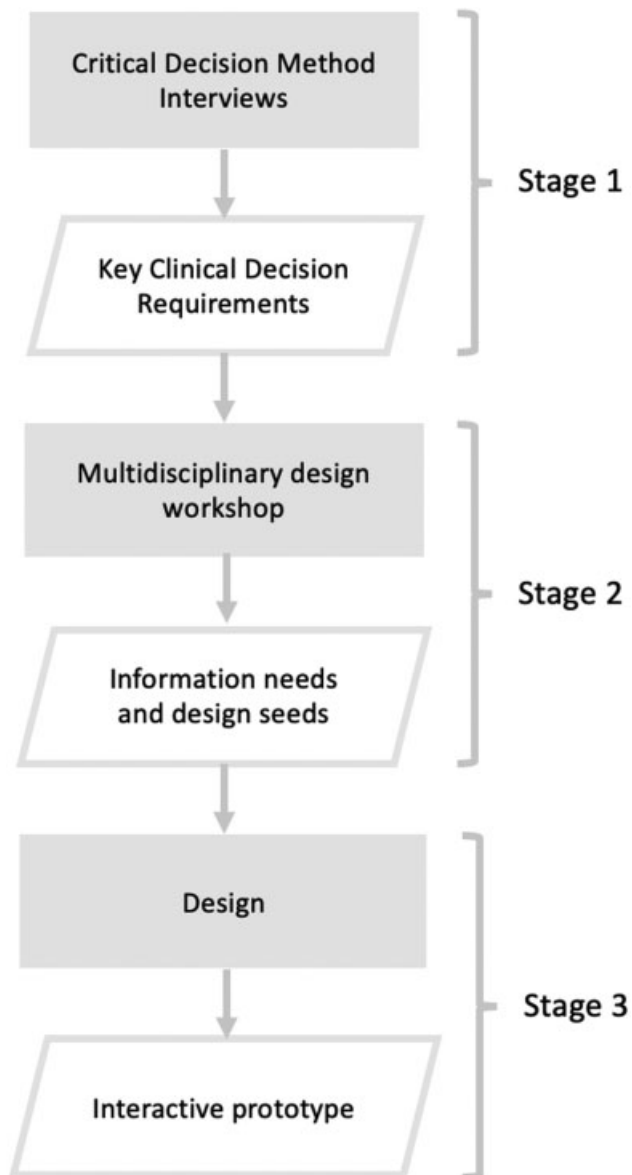 Critical Decision Method
Interviews
Stage 1
Key Clinical Decision
Requirements
Multidisciplinary design
workshop
Stage 2
Information needs
and design seeds
Design
Stage 3
Interactive prototype